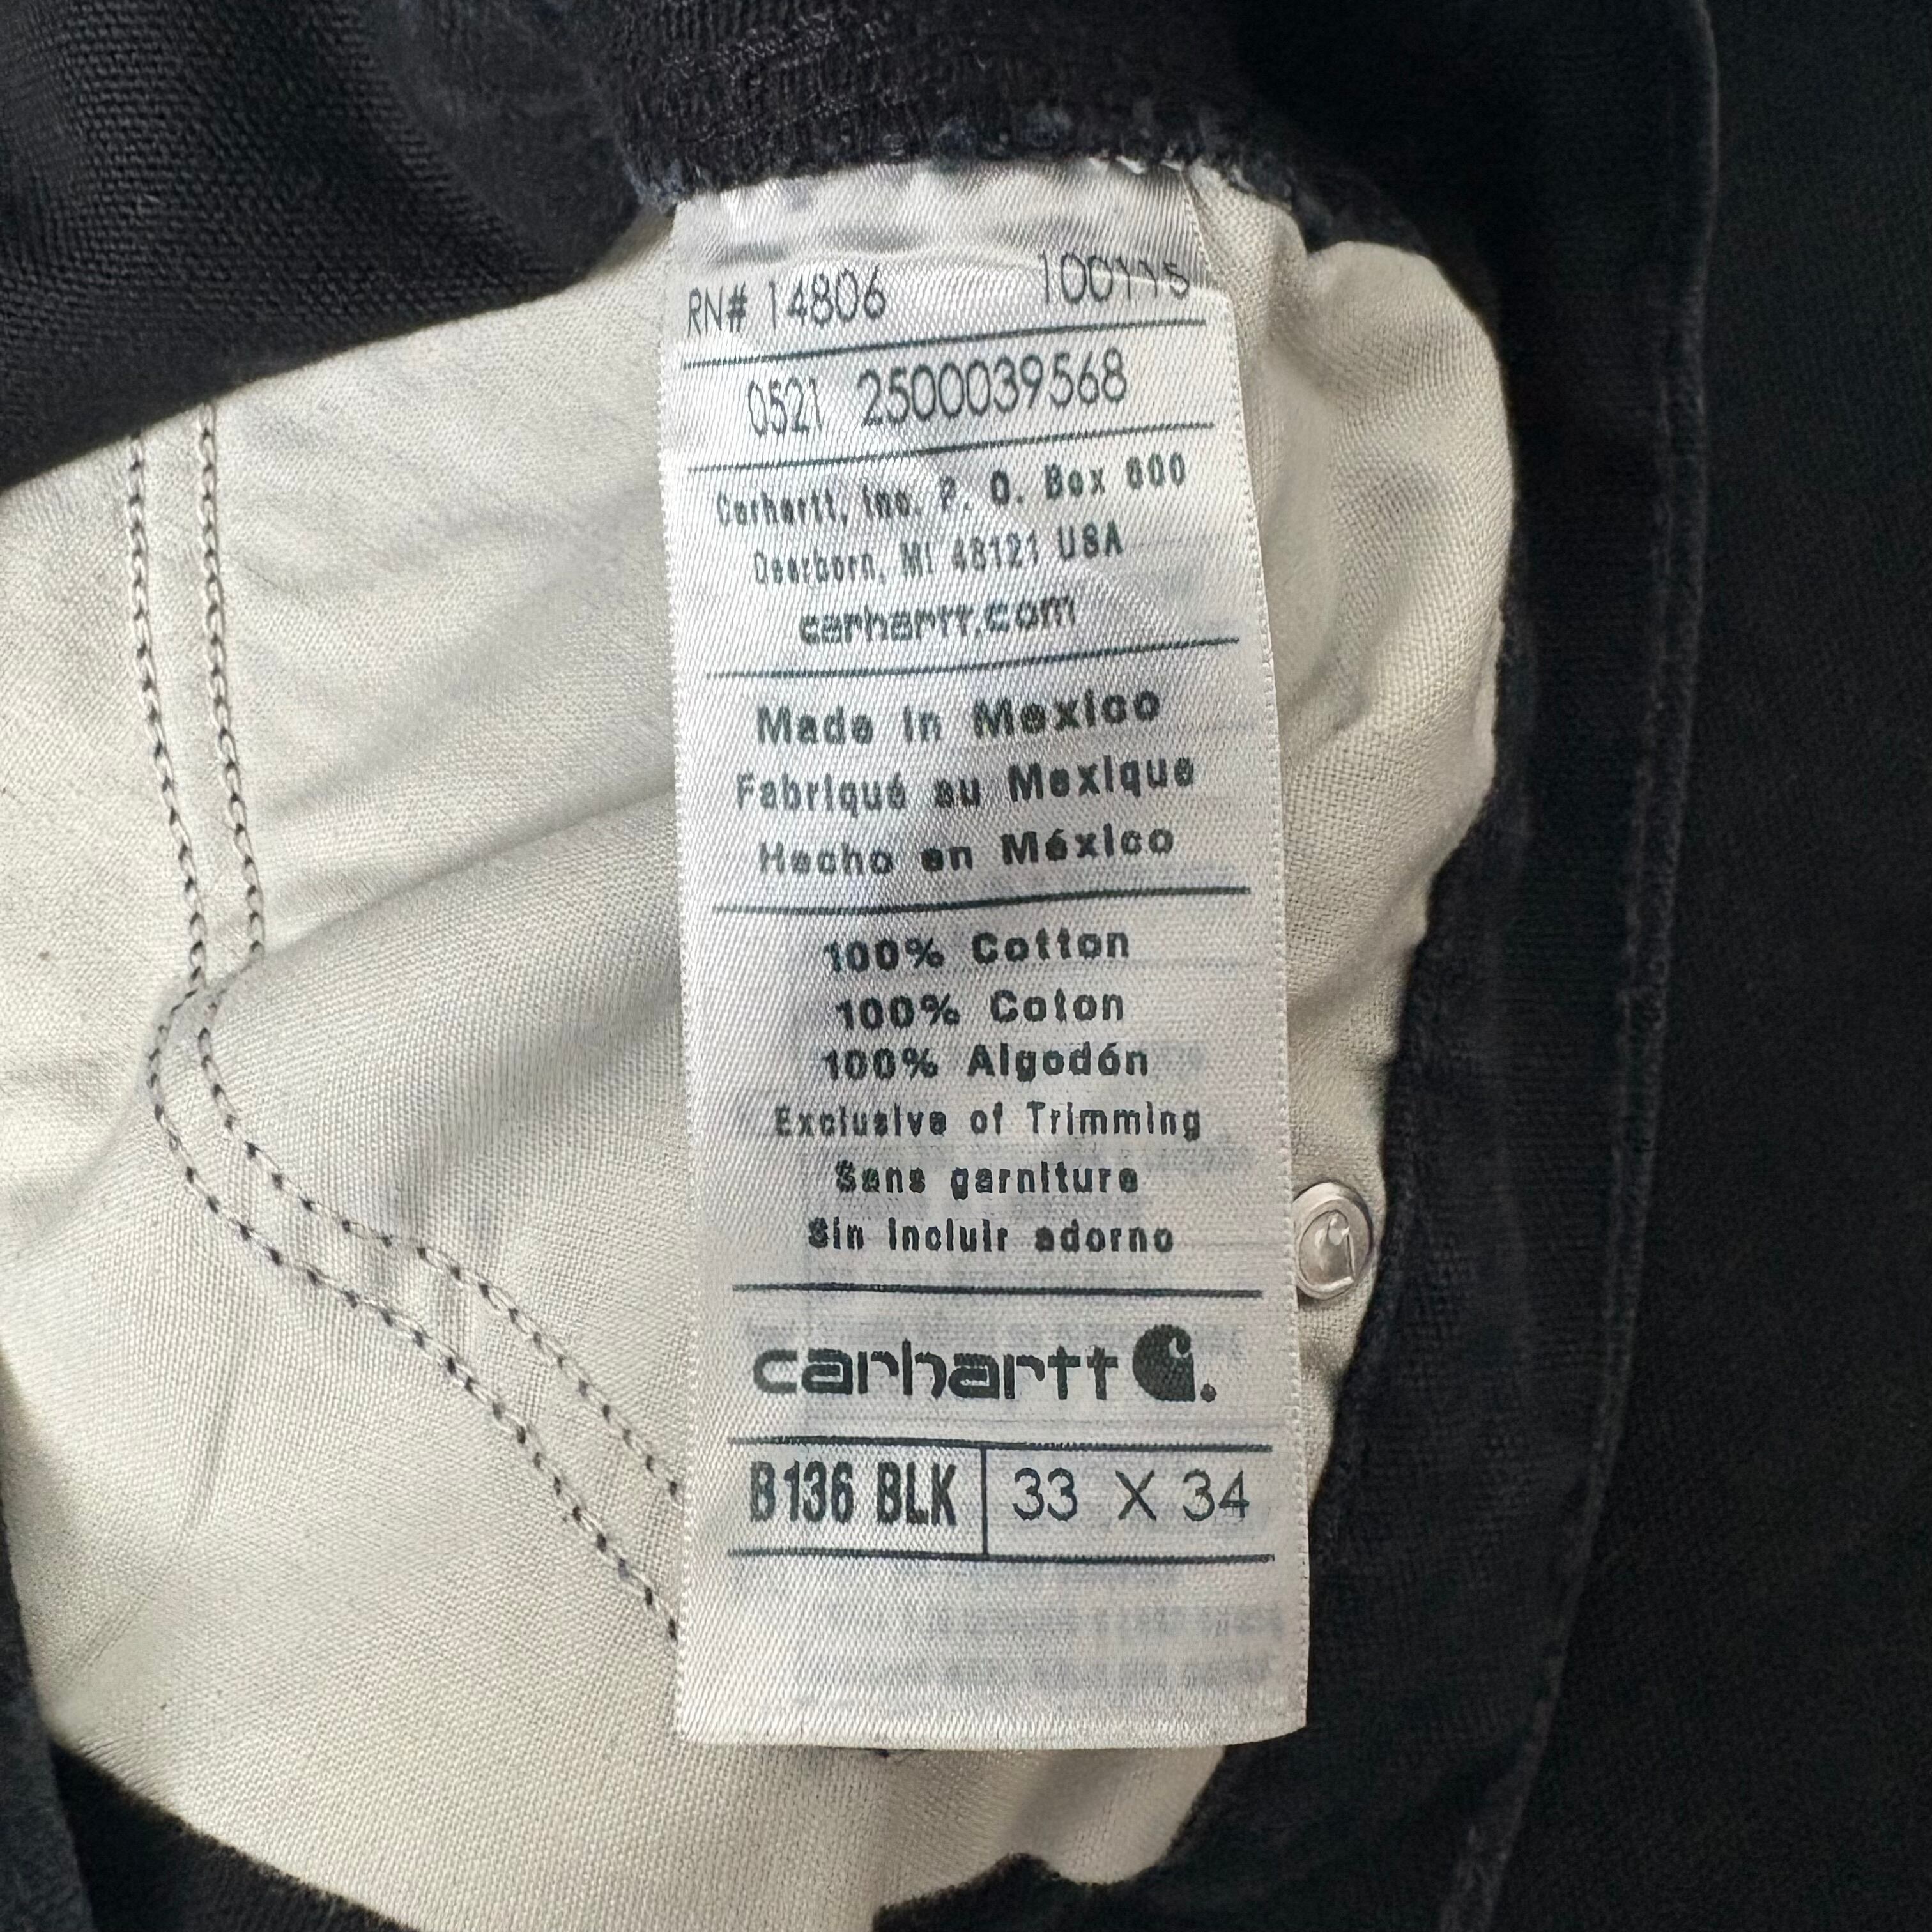 RN# 14806 100115
0521 2500039568
Carhartt, Inc. P. O. Box 600
Dearborn, MI 48121 USA
carhartt.com
Made in Mexico
Fabriqué au Mexique
Hecho en México
100% Cotton
100% Coton
100% Algodón
Exclusive of Trimming
Sans garniture
Sin incluir adorno
carhartt
B136 BLK 33 X 34